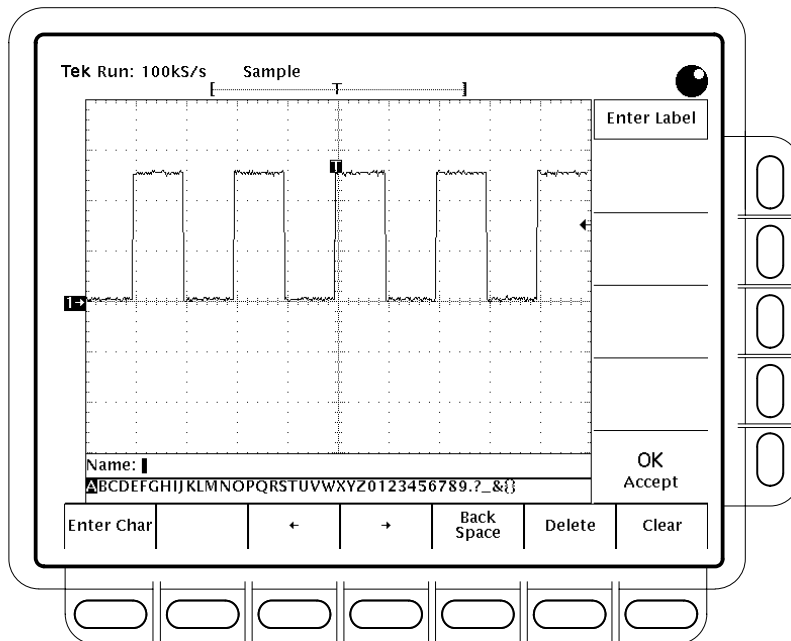 Tek Run: 100kS/s Sample
[ T ]
Enter Label
T
1→
←
Name:
ABCDEFGHIJKLMNOPQRSTUVWXYZ0123456789.?_&{}
OK
Accept
Enter Char
←
→
Back
Space
Delete
Clear